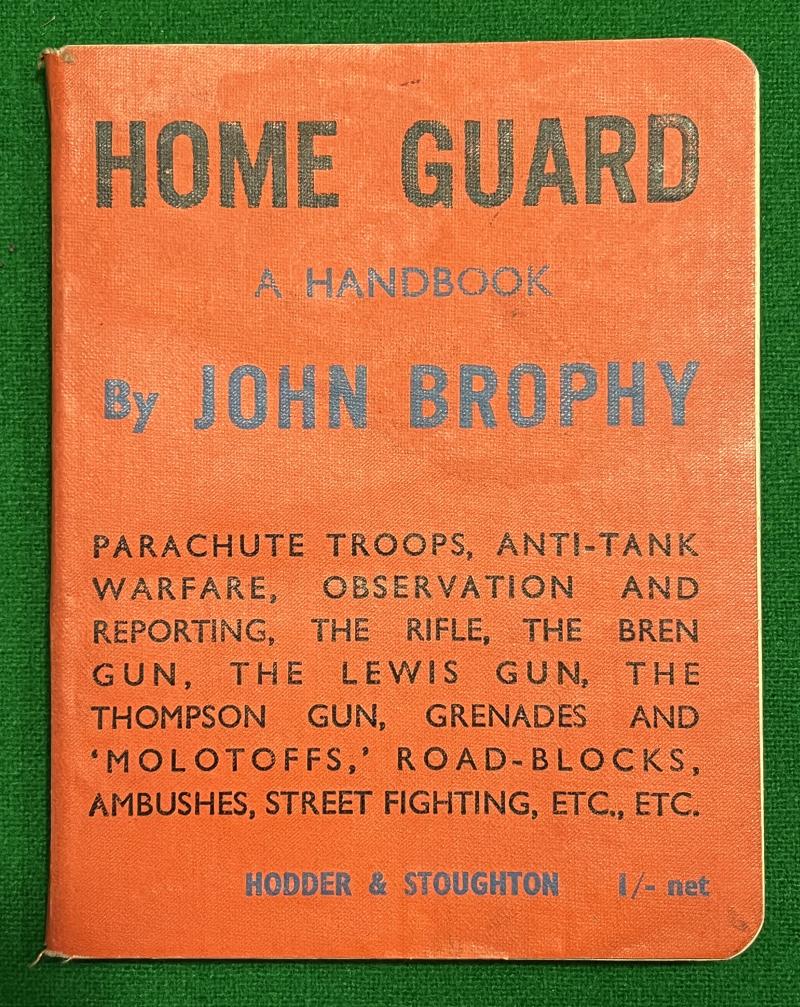 HOME GUARD
A HANDBOOK
By JOHN BROPHY
PARACHUTE TROOPS, ANTI-TANK
WARFARE, OBSERVATION AND
REPORTING, THE RIFLE, THE BREN
GUN, THE LEWIS GUN, THE
THOMPSON GUN, GRENADES AND
‘MOLOTOFFS,’ ROAD-BLOCKS,
AMBUSHES, STREET FIGHTING, ETC., ETC.
HODDER & STOUGHTON 1/- net